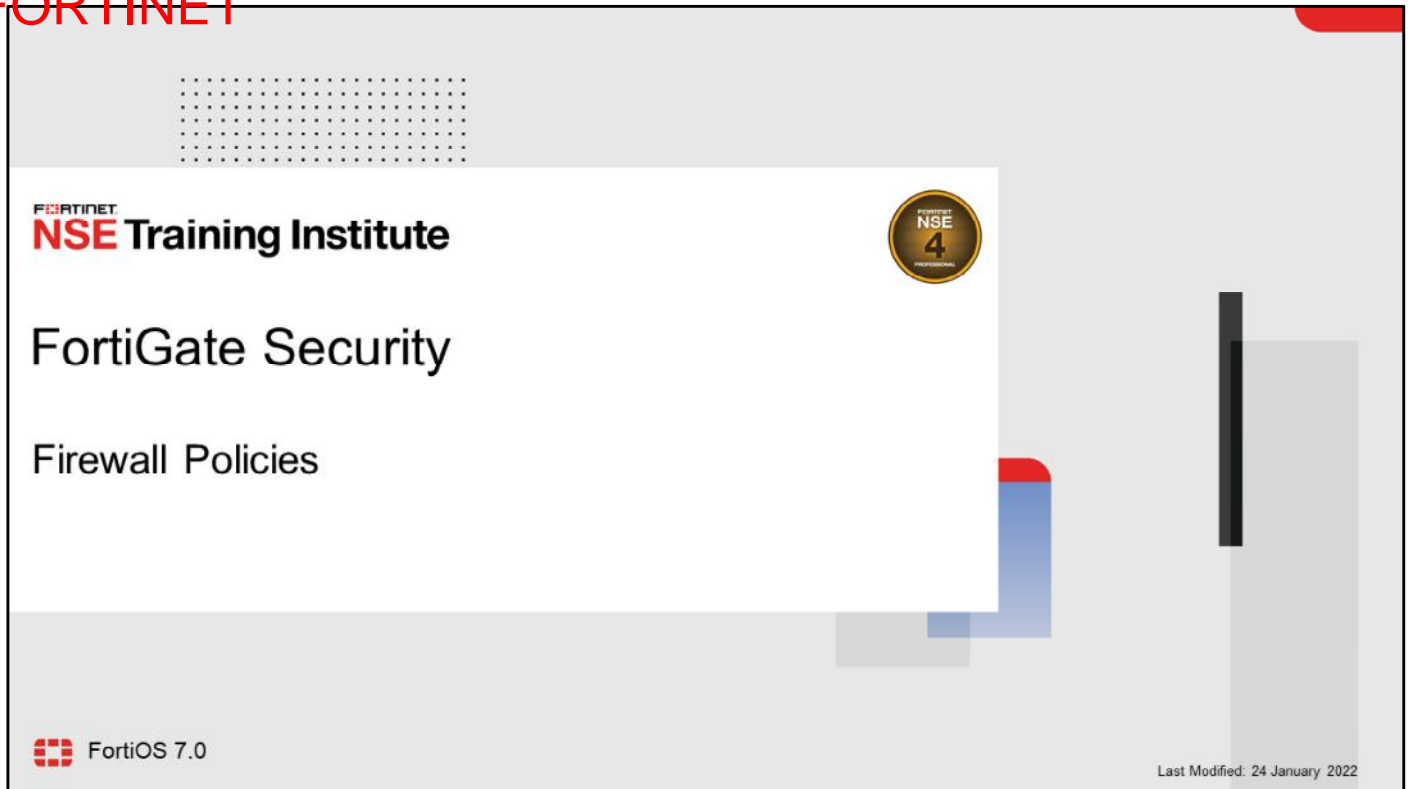 FORTINET
FORTINET
NSE Training Institute
FORTINET
NSE
4
PROFESSIONAL
FortiGate Security
Firewall Policies
FortiOS 7.0
Last Modified: 24 January 2022